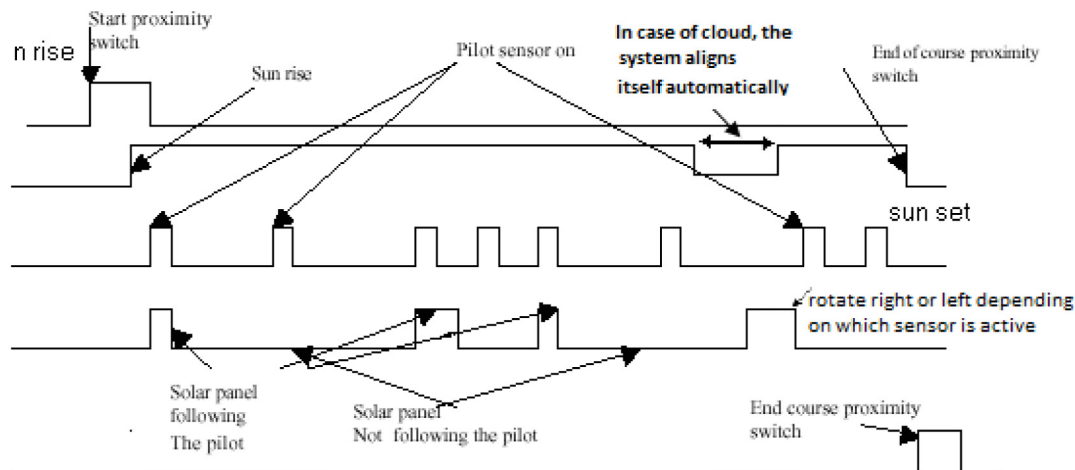 Start proximity
switch
n rise
Sun rise
Pilot sensor on
In case of cloud, the
system aligns
itself automatically
End of course proximity
switch
sun set
rotate right or left depending
on which sensor is active
Solar panel
following
The pilot
Solar panel
Not following the pilot
End course proximity
switch